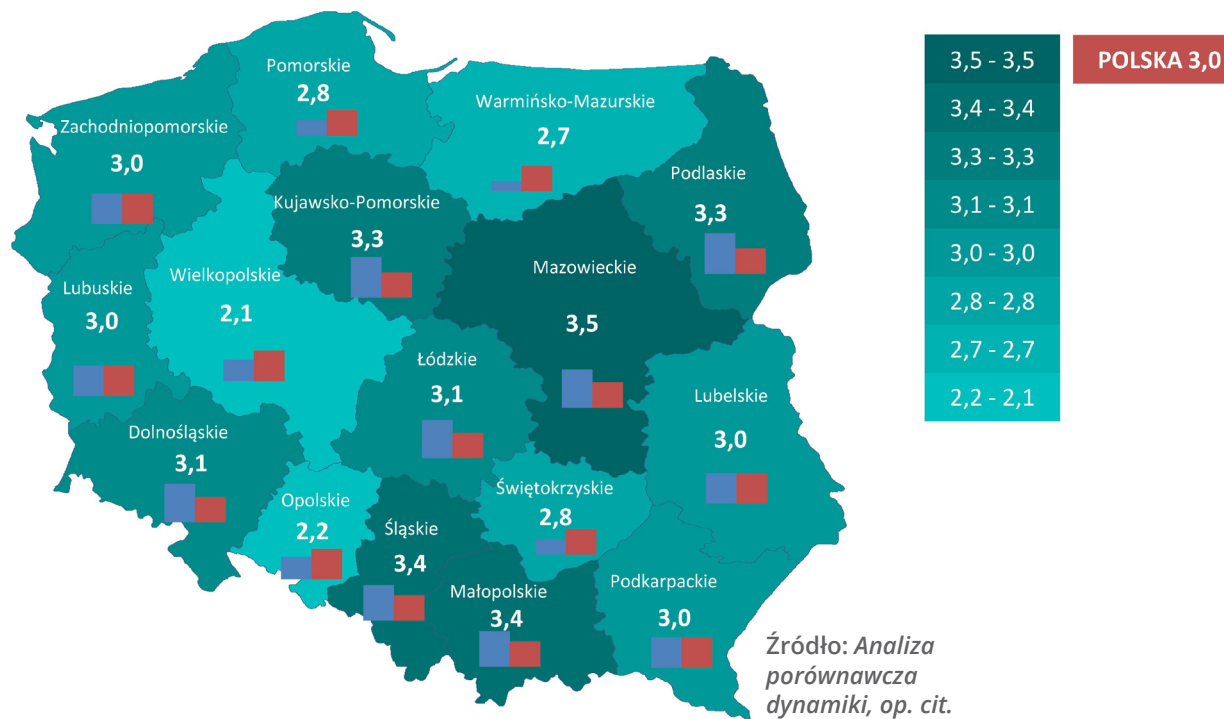 Pomorskie
2,8
Warmińsko-Mazurskie
2,7
Zachodniopomorskie
3,0
Podlaskie
3,3
Kujawsko-Pomorskie
3,3
Mazowieckie
3,5
Wielkopolskie
2,1
Lubuskie
3,0
Łódzkie
3,1
Lubelskie
3,0
Dolnośląskie
3,1
Opolskie
2,2
Śląskie
3,4
Świętokrzyskie
2,8
Małopolskie
3,4
Podkarpackie
3,0
3,5 - 3,5
3,4 - 3,4
3,3 - 3,3
3,1 - 3,1
3,0 - 3,0
2,8 - 2,8
2,7 - 2,7
2,2 - 2,1
POLSKA 3,0
Źródło: Analiza
porównawcza
dynamiki, op. cit.